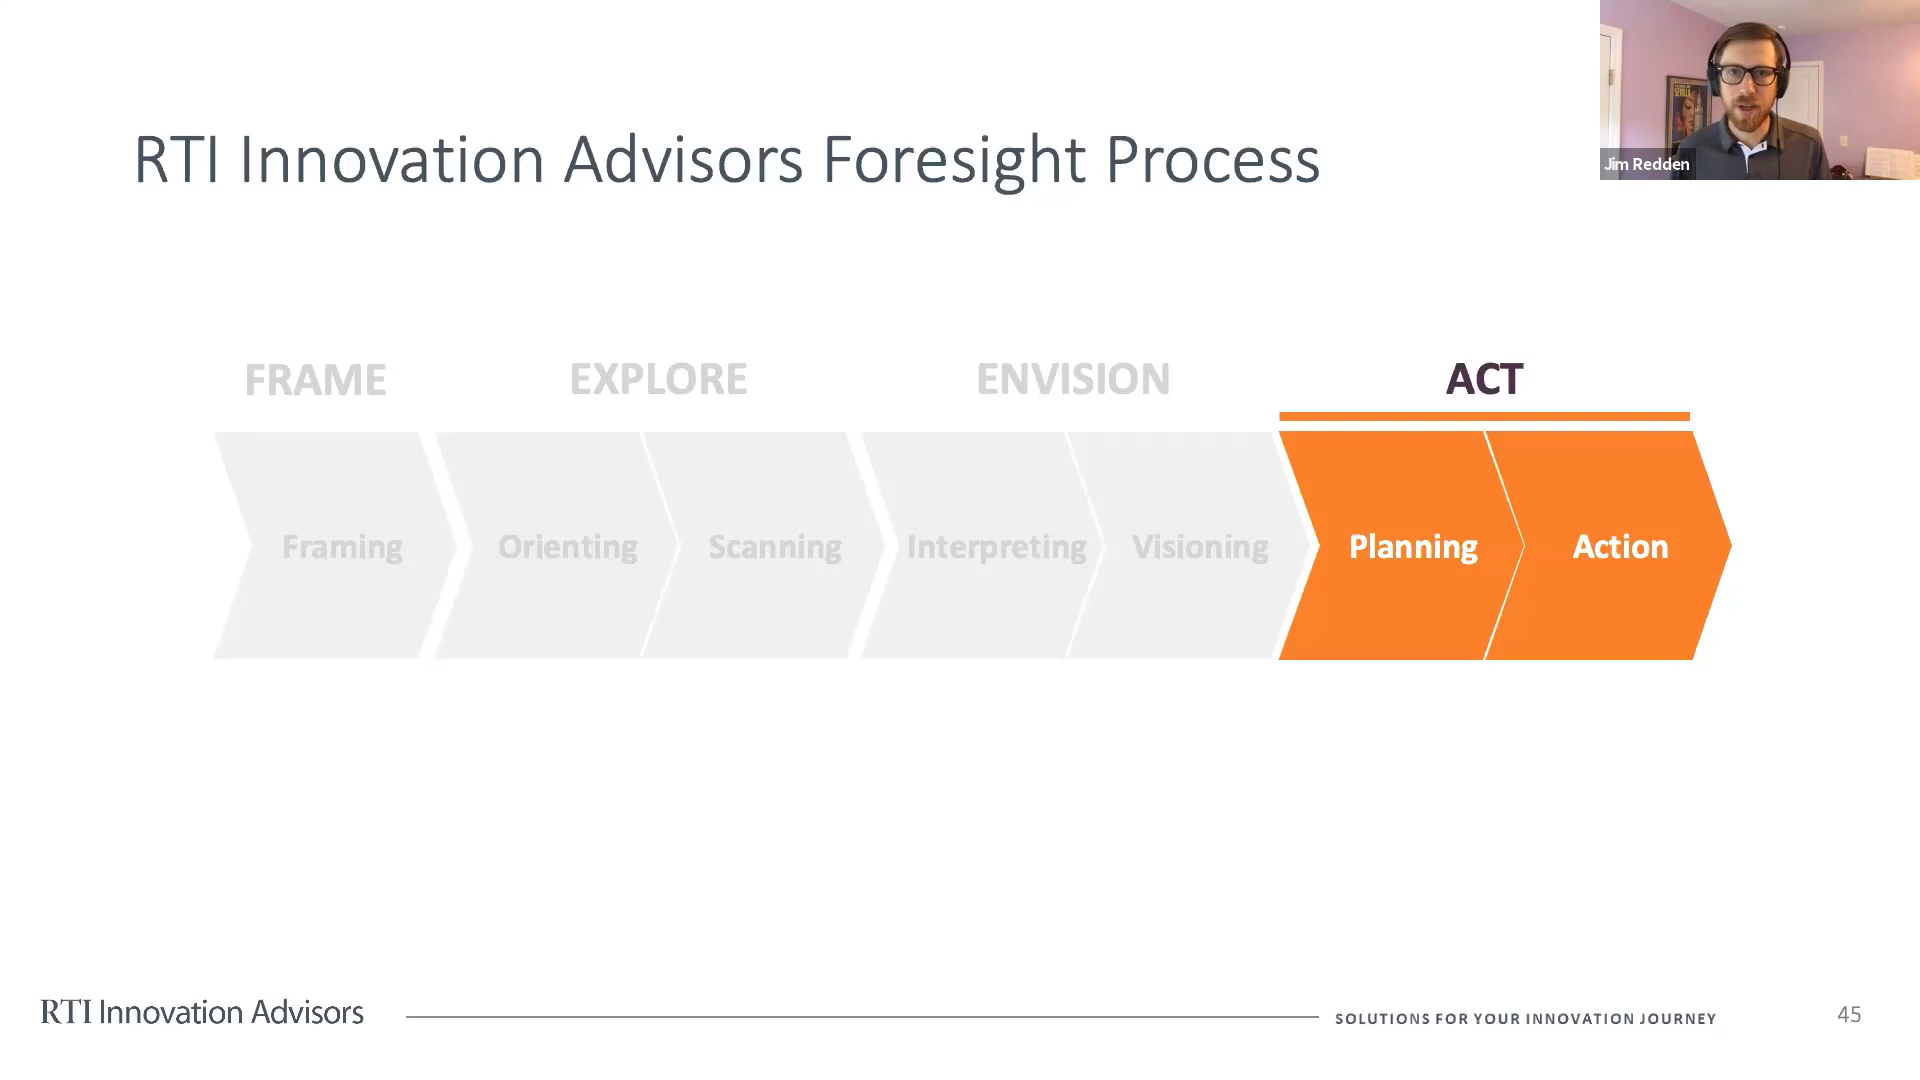 RTI Innovation Advisors Foresight Process
Jim Redden
FRAME EXPLORE ENVISION ACT
Framing Orienting Scanning Interpreting Visioning Planning Action
RTI Innovation Advisors
SOLUTIONS FOR YOUR INNOVATION JOURNEY
45